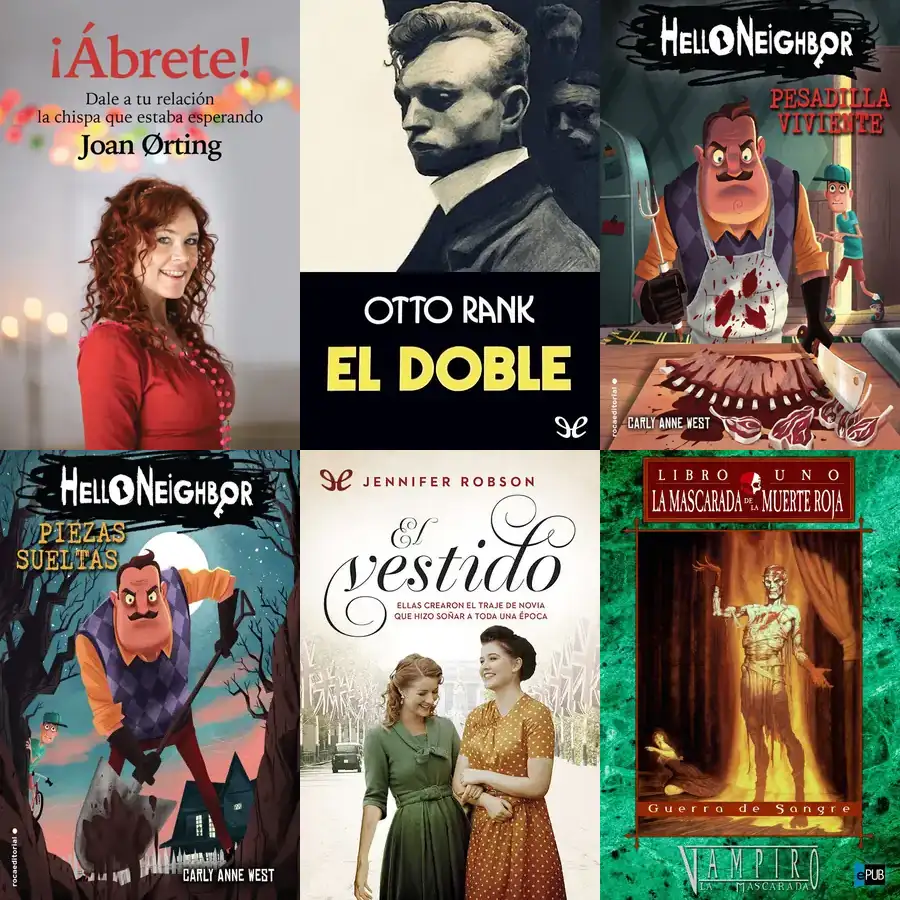 ¡Ábrete!
Dale a tu relación
la chispa que estaba esperando
Joan Ørting
OTTO RANK
EL DOBLE
HELLO NEIGHBOR
PESADILLA
VIVIENTE
rocaeditorial
CARLY ANNE WEST
HELLO NEIGHBOR
PIEZAS
SUELTAS
rocaeditorial
CARLY ANNE WEST
JENNIFER ROBSON
El
vestido
ELLAS CREARON EL TRAJE DE NOVIA
QUE HIZO SOÑAR A TODA UNA ÉPOCA
LIBRO UNO
LA MASCARADA DE LA MUERTE ROJA
Guerra de Sangre
VAMPIRO
LA MASCARADA
ePUB